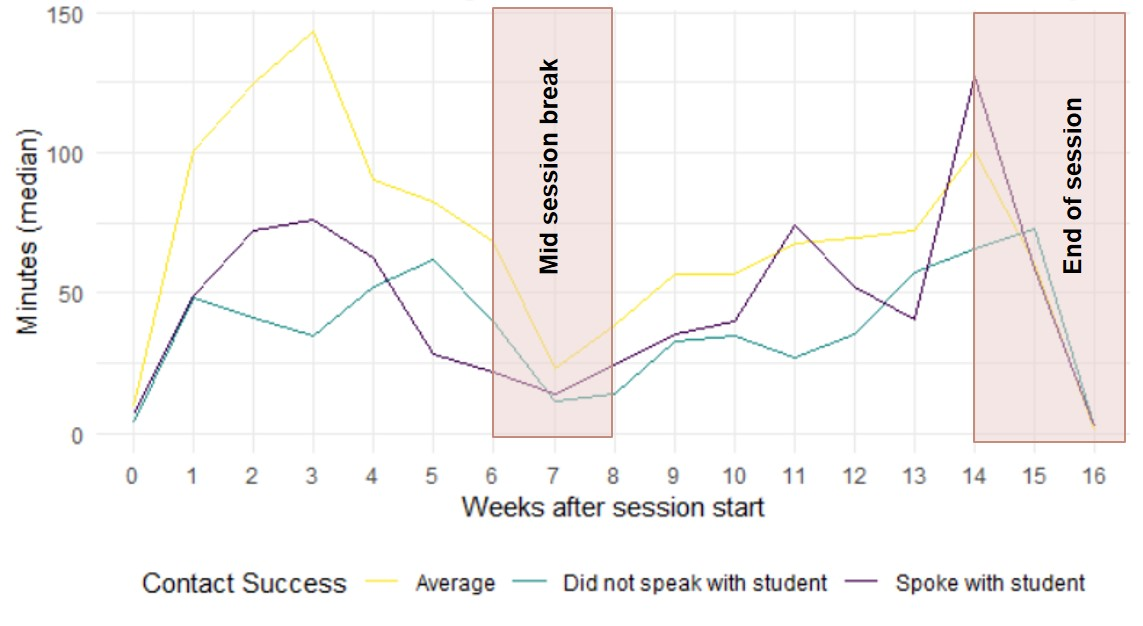 150
100
50
0
Minutes (median)
Mid session break
End of session
0 1 2 3 4 5 6 7 8 9 10 11 12 13 14 15 16
Weeks after session start
Contact Success Average Did not speak with student Spoke with student